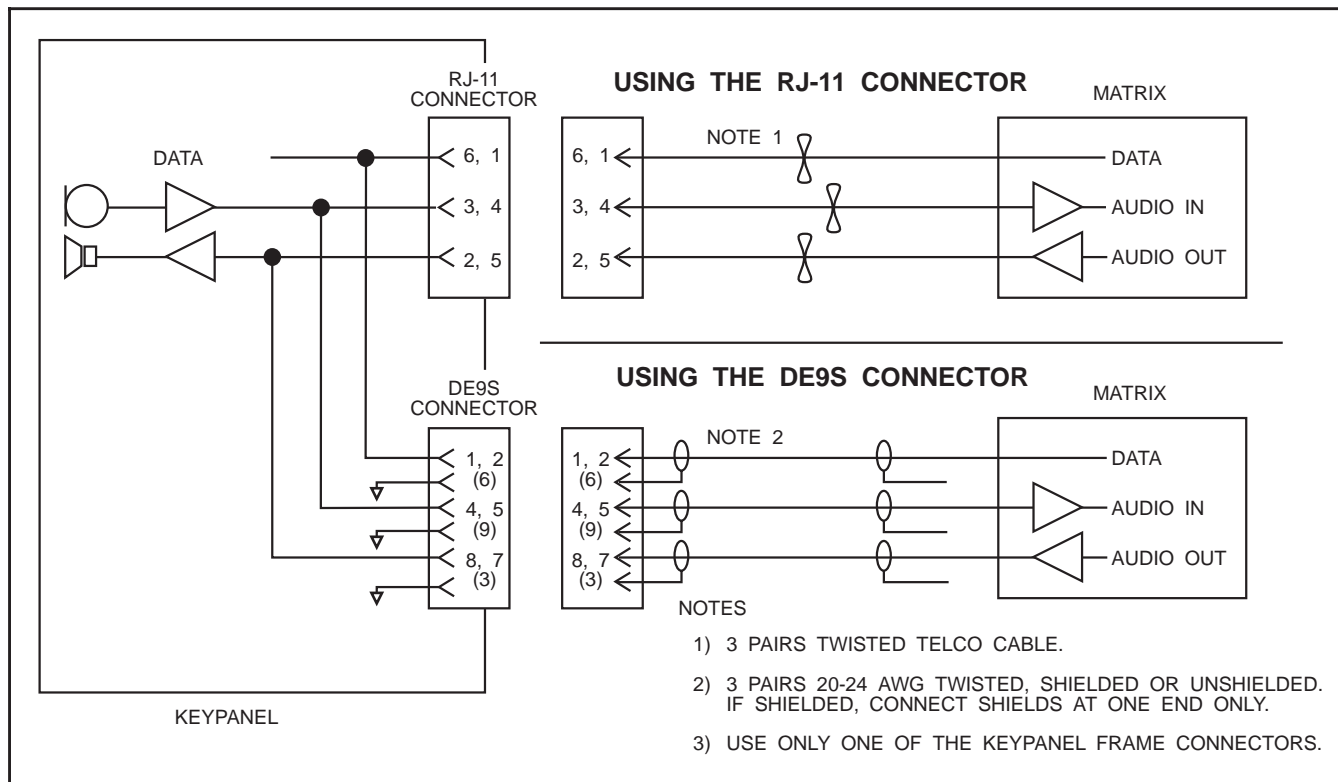 RJ-11
CONNECTOR
DATA
6, 1
3, 4
2, 5
DE9S
CONNECTOR
1, 2
(6)
4, 5
(9)
8, 7
(3)
KEYPANEL
USING THE RJ-11 CONNECTOR
MATRIX
NOTE 1
6, 1
3, 4
2, 5
DATA
AUDIO IN
AUDIO OUT
USING THE DE9S CONNECTOR
MATRIX
NOTE 2
1, 2
(6)
4, 5
(9)
8, 7
(3)
DATA
AUDIO IN
AUDIO OUT
NOTES
1) 3 PAIRS TWISTED TELCO CABLE.
2) 3 PAIRS 20-24 AWG TWISTED, SHIELDED OR UNSHIELDED.
IF SHIELDED, CONNECT SHIELDS AT ONE END ONLY.
3) USE ONLY ONE OF THE KEYPANEL FRAME CONNECTORS.